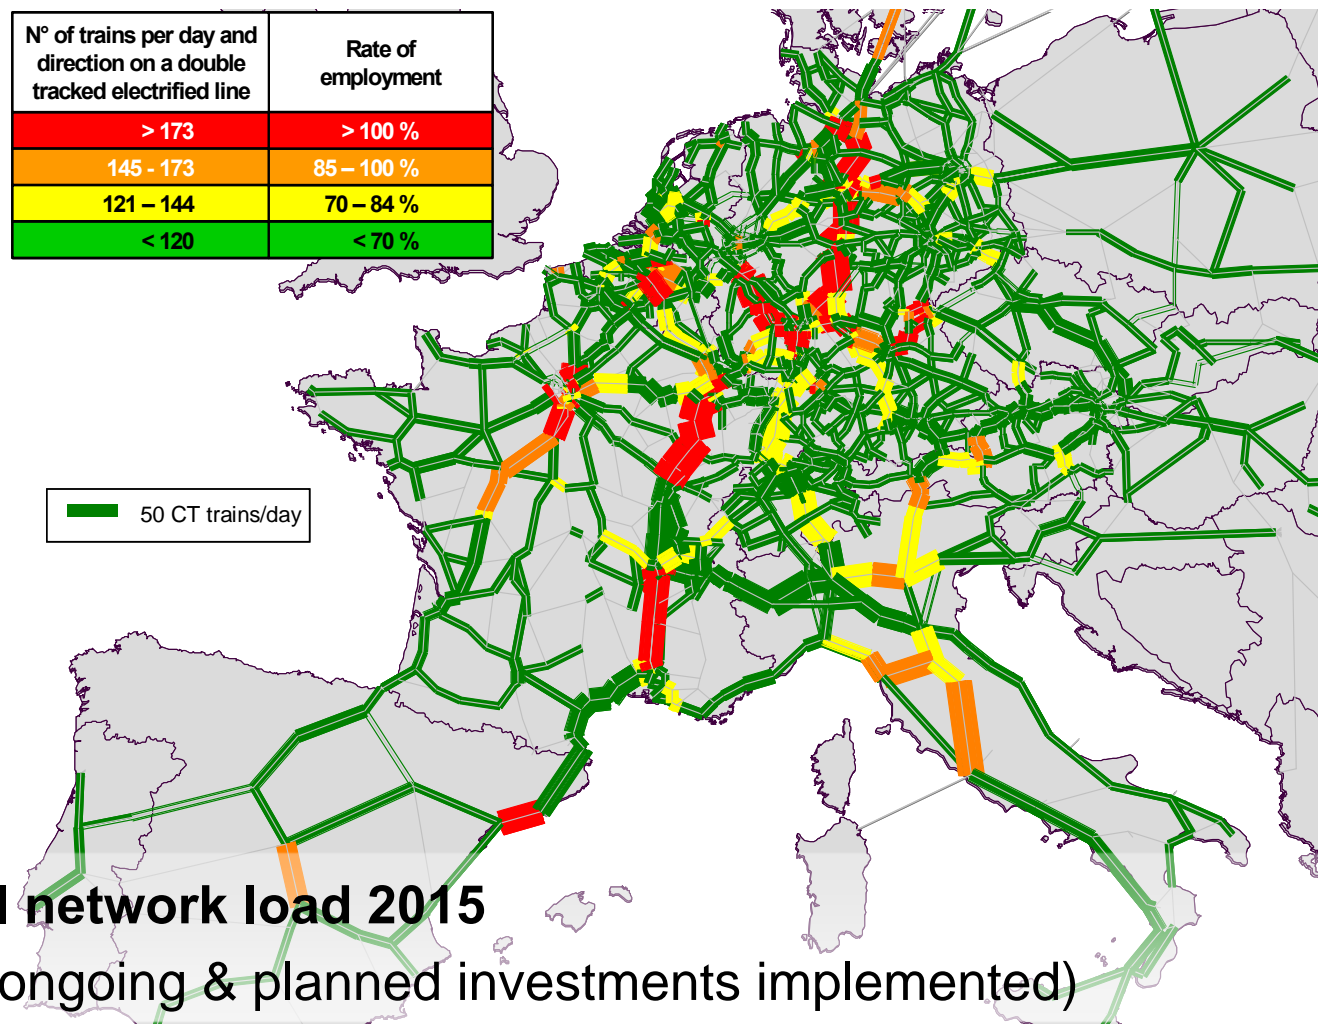 N° of trains per day and
direction on a double
tracked electrified line
Rate of
employment
> 173
> 100 %
145 - 173
85 – 100 %
121 – 144
70 – 84 %
< 120
< 70 %
50 CT trains/day
network load 2015
ongoing & planned investments implemented)